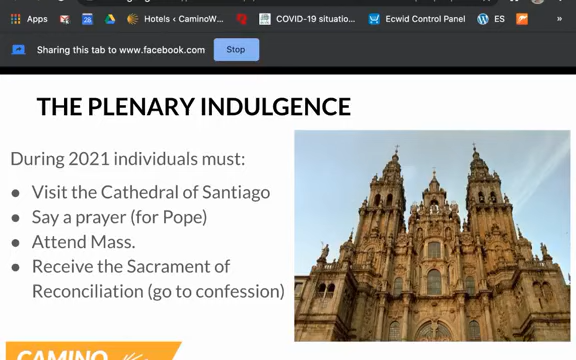 Apps
Hotels < CaminoW...
COVID-19 situatio...
Ecwid Control Panel
ES
»
Sharing this tab to www.facebook.com
Stop
THE PLENARY INDULGENCE
During 2021 individuals must:
● Visit the Cathedral of Santiago
● Say a prayer (for Pope)
● Attend Mass.
● Receive the Sacrament of
Reconciliation (go to confession)
CAMINO